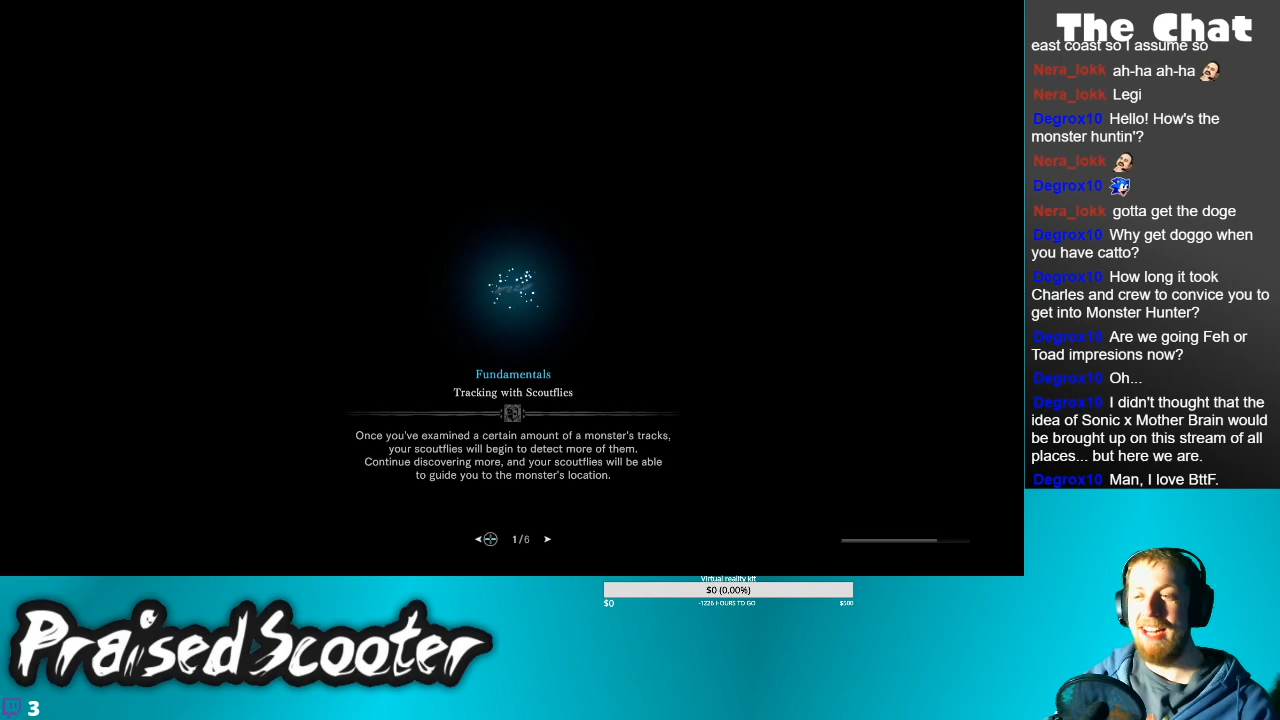 The Chat
east coast so I assume so
Nera_lokk ah-ha ah-ha
Nera_lokk Legi
Degrox10 Hello! How's the
monster huntin'?
Nera_lokk
Degrox10
Nera_lokk gotta get the doge
Degrox10 Why get doggo when
you have catto?
Degrox10 How long it took
Charles and crew to convice you to
get into Monster Hunter?
Degrox10 Are we going Feh or
Toad impresions now?
Degrox10 Oh...
Degrox10 I didn't thought that the
idea of Sonic x Mother Brain would
be brought up on this stream of all
places... but here we are.
Degrox10 Man, I love BttF.
Fundamentals
Tracking with Scoutflies
Once you've examined a certain amount of a monster's tracks,
your scoutflies will begin to detect more of them.
Continue discovering more, and your scoutflies will be able
to guide you to the monster's location.
1/6
Virtual reality kit
$0 (0.00%)
$0 -1226 HOURS TO GO $500
PraisedScooter
3